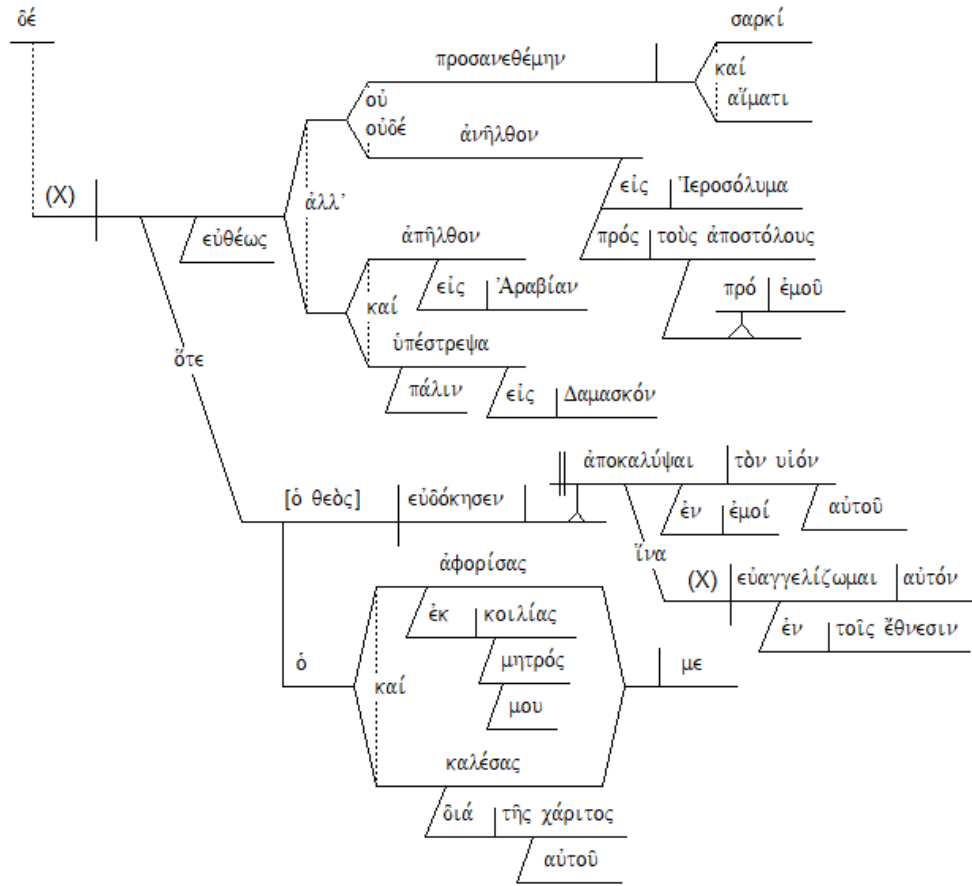 δέ
σαρκί
προσανεθέμην
καί
οὐ
αἵματι
οὐδέ
ἀνῆλθον
(X)
ἀλλʼ
εἰς Ἱεροσόλυμα
εὐθέως
ἀπῆλθον
πρός τοὺς ἀποστόλους
εἰς Ἀραβίαν
πρό ἐμοῦ
καί
ὑπέστρεψα
ὅτε
πάλιν
εἰς Δαμασκόν
ἀποκαλύψαι τὸν υἱόν
[ὁ θεὸς] εὐδόκησεν
ἐν ἐμοί
αὐτοῦ
ἵνα
ἀφορίσας
(X) εὐαγγελίζωμαι αὐτόν
ἐκ κοιλίας
ἐν τοῖς ἔθνεσιν
ὁ
μητρός
με
καί
μου
καλέσας
διά τῆς χάριτος
αὐτοῦ